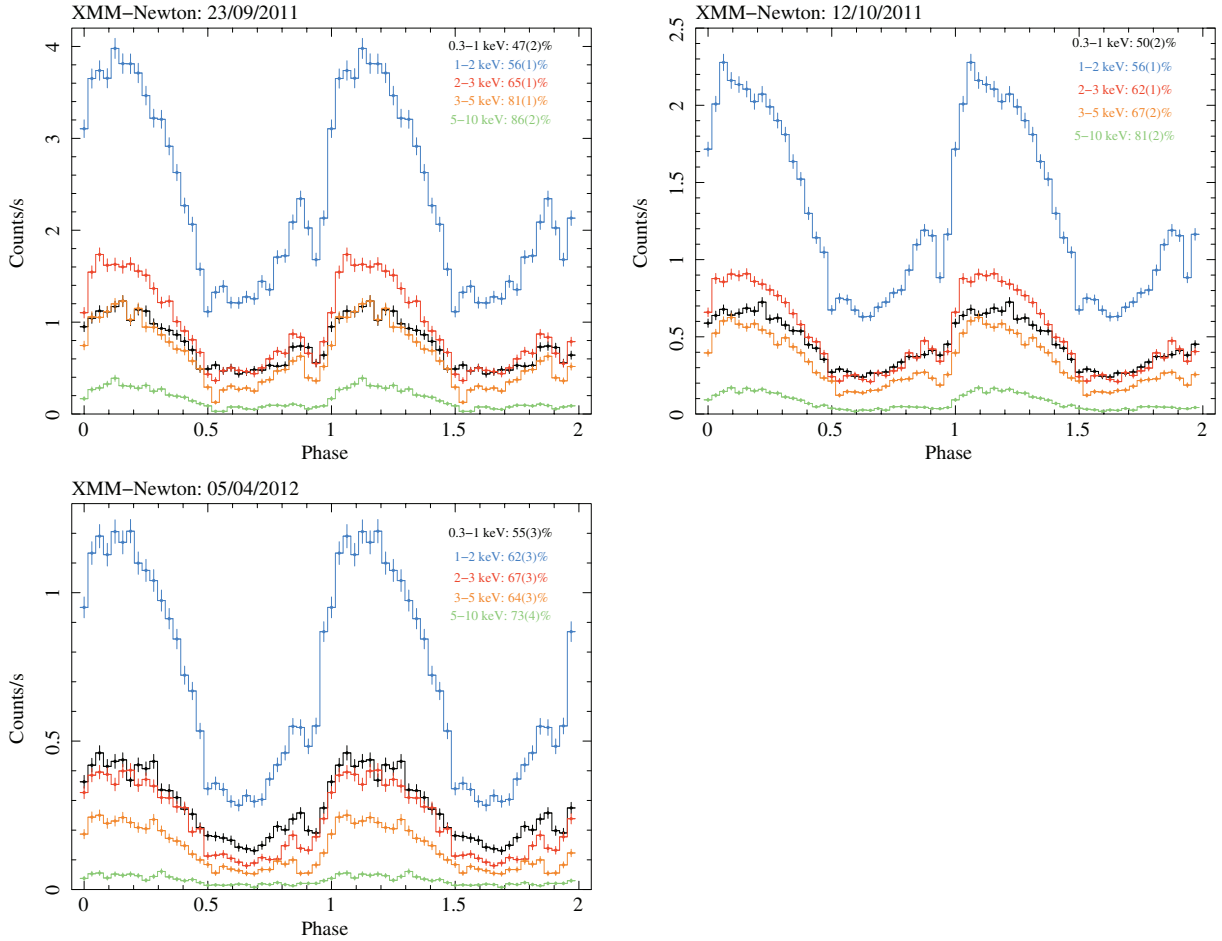 XMM−Newton: 23/09/2011
0.3−1 keV: 47(2)%
1−2 keV: 56(1)%
2−3 keV: 65(1)%
3−5 keV: 81(1)%
5−10 keV: 86(2)%
Counts/s
0 1 2 3 4
0 0.5 1 1.5 2
Phase
XMM−Newton: 12/10/2011
0.3−1 keV: 50(2)%
1−2 keV: 56(1)%
2−3 keV: 62(1)%
3−5 keV: 67(2)%
5−10 keV: 81(2)%
Counts/s
0 0.5 1 1.5 2 2.5
0 0.5 1 1.5 2
Phase
XMM−Newton: 05/04/2012
0.3−1 keV: 55(3)%
1−2 keV: 62(3)%
2−3 keV: 67(3)%
3−5 keV: 64(3)%
5−10 keV: 73(4)%
Counts/s
0 0.5 1
0 0.5 1 1.5 2
Phase